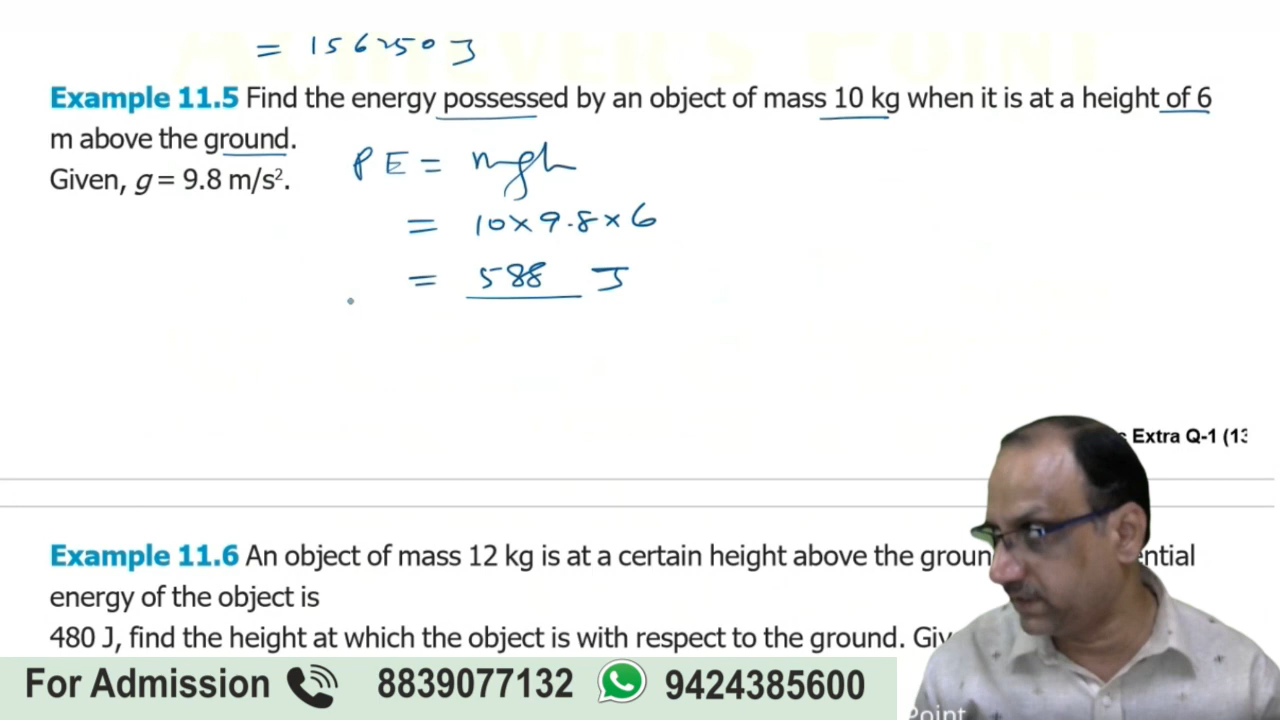 = 156250 J
Example 11.5 Find the energy possessed by an object of mass 10 kg when it is at a height of 6
m above the ground.
Given, g = 9.8 m/s².
PE = mgh
= 10 × 9.8 × 6
= 588 J
Extra Q-1 (13
Example 11.6 An object of mass 12 kg is at a certain height above the groun ential
energy of the object is
480 J, find the height at which the object is with respect to the ground. Giv
For Admission 8839077132 9424385600
Point